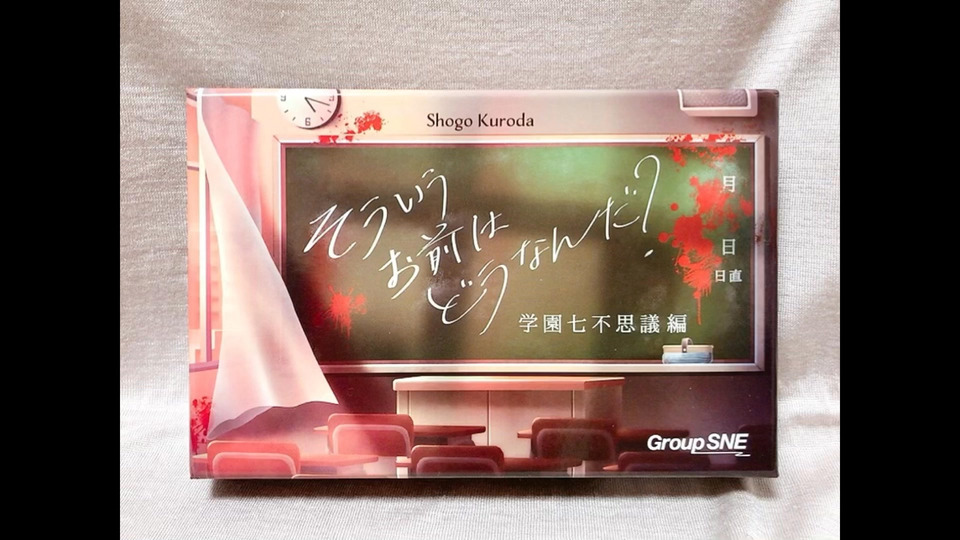 Shogo Kuroda
そういう
お前は
どうなんだ?
学園七不思議編
月
日
日直
6
Group SNE